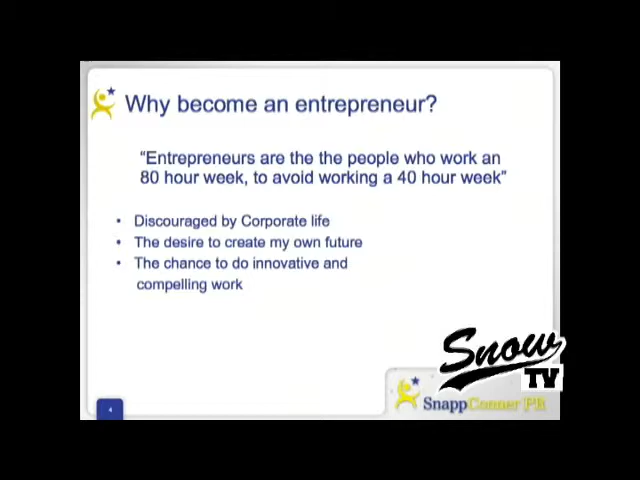 Why become an entrepreneur?
“Entrepreneurs are the the people who work an
80 hour week, to avoid working a 40 hour week”
• Discouraged by Corporate life
• The desire to create my own future
• The chance to do innovative and
compelling work
Snow
TV
SnappConner PR
4